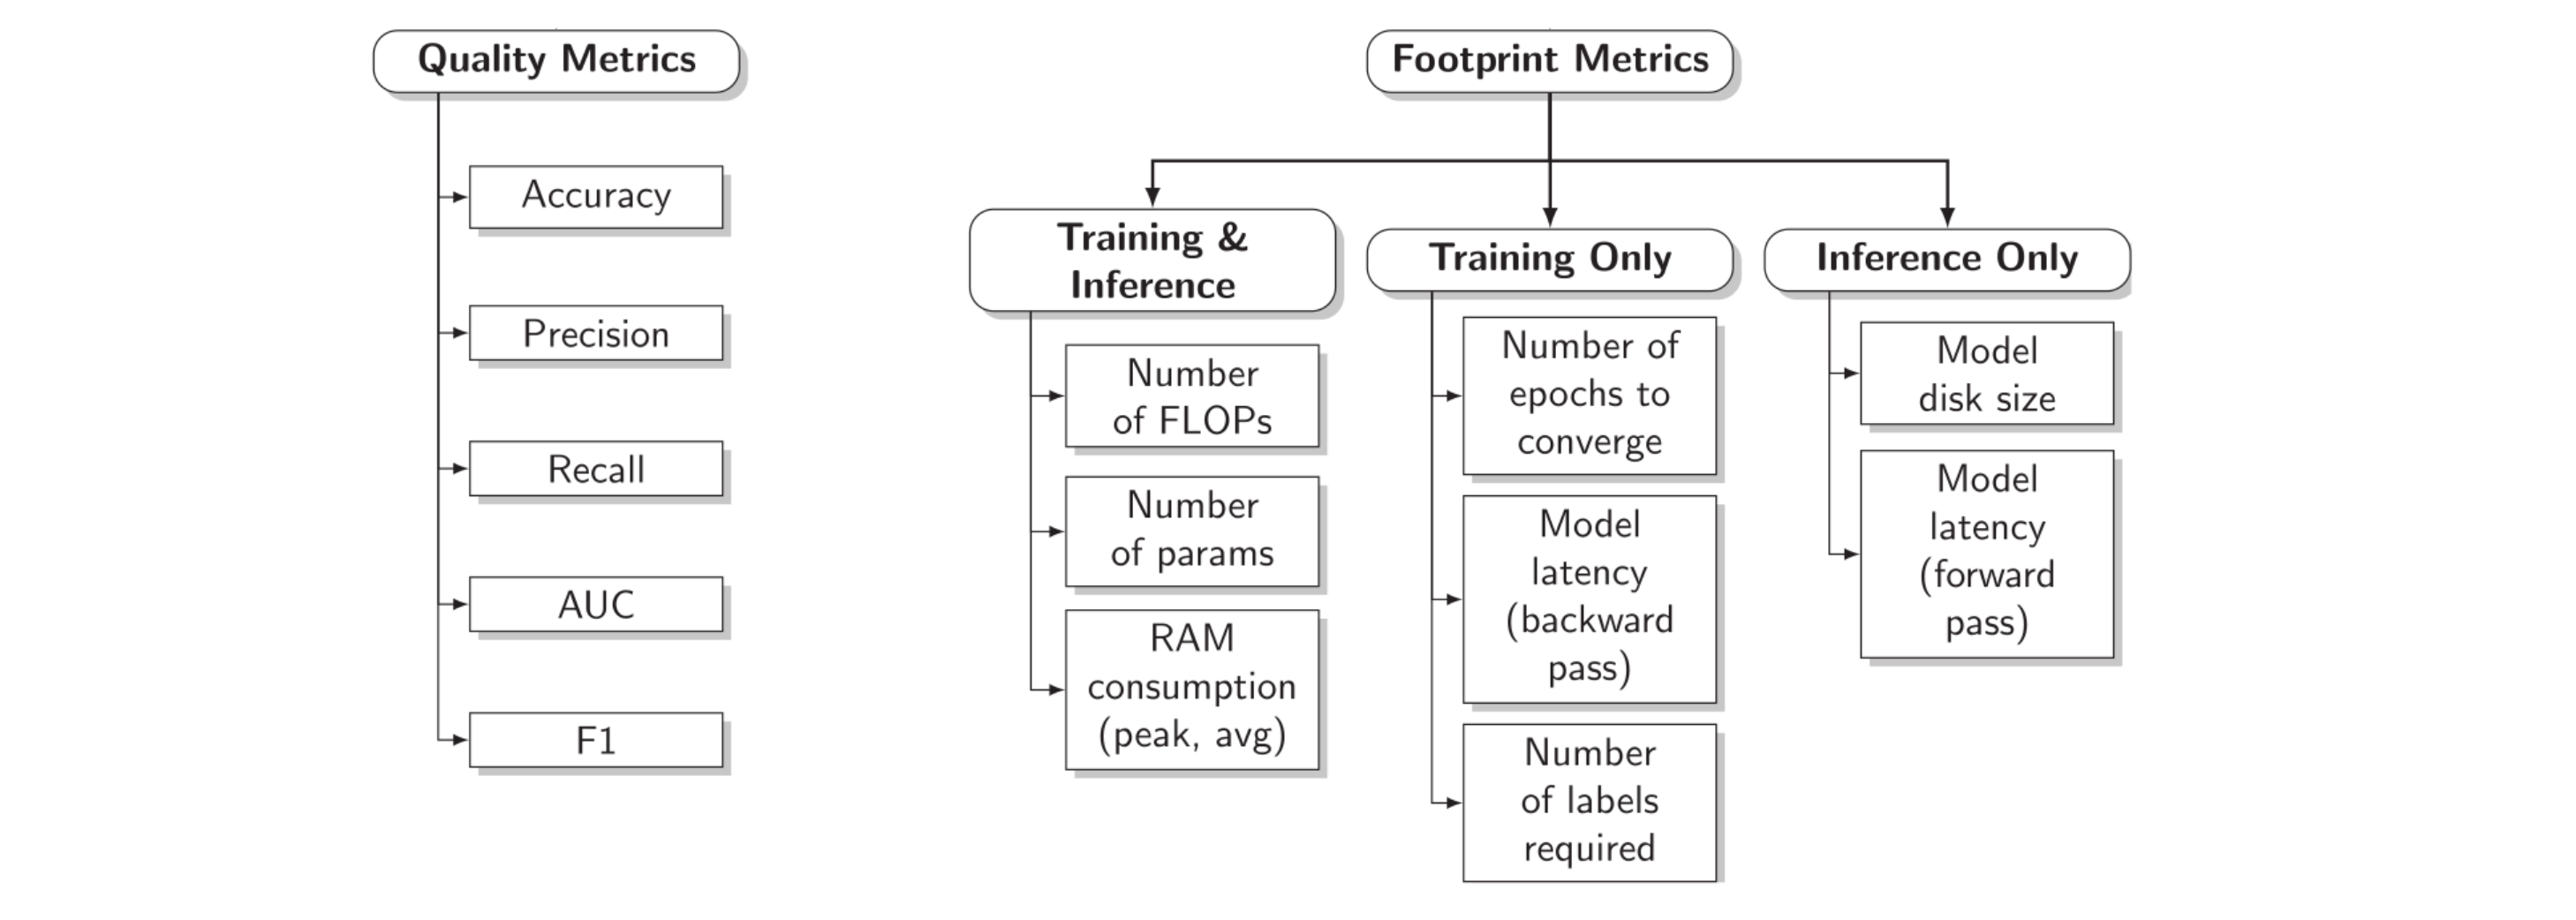 Quality Metrics
Accuracy
Precision
Recall
AUC
F1
Footprint Metrics
Training &
Inference
Number
of FLOPs
Number
of params
RAM
consumption
(peak, avg)
Training Only
Number of
epochs to
converge
Model
latency
(backward
pass)
Number
of labels
required
Inference Only
Model
disk size
Model
latency
(forward
pass)